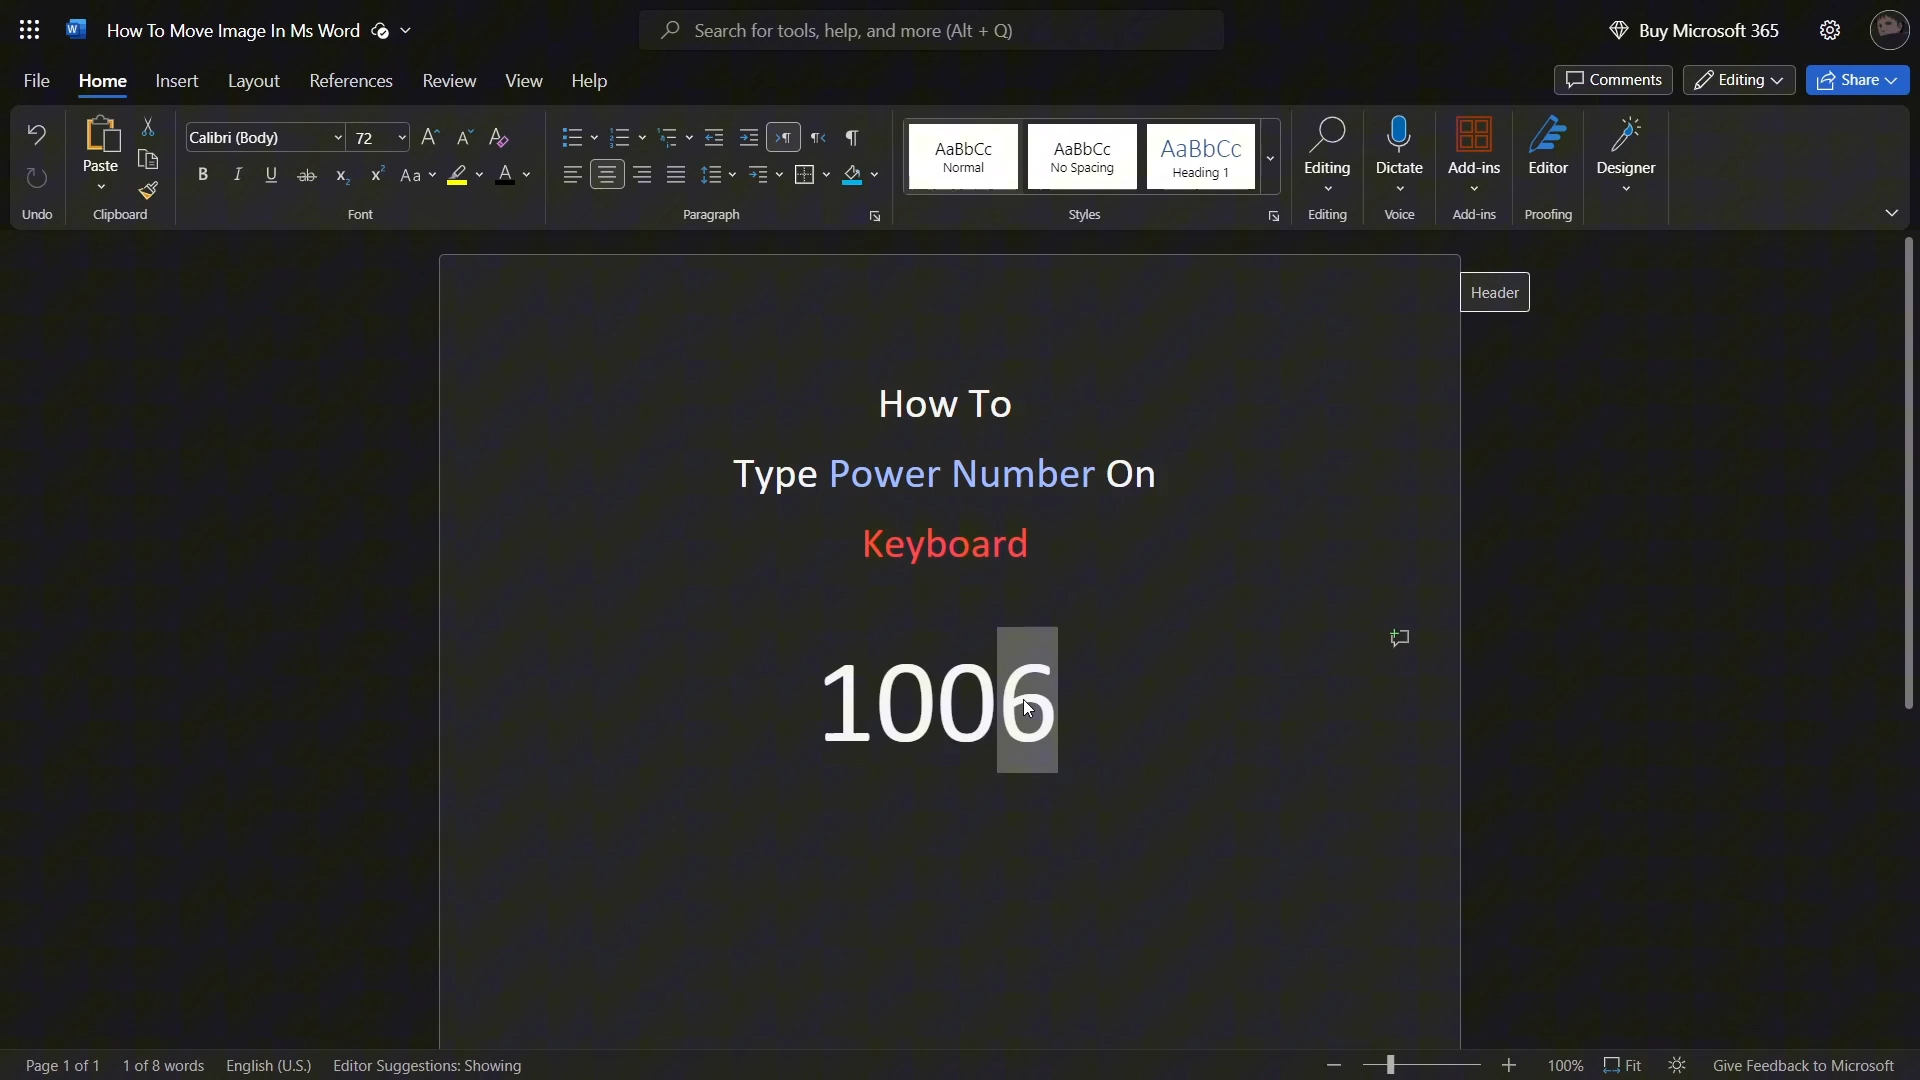 How To Move Image In Ms Word
Search for tools, help, and more (Alt + Q)
Buy Microsoft 365
File Home Insert Layout References Review View Help
Comments Editing Share
Paste
Calibri (Body) 72
AaBbCc AaBbCc AaBbCc
Normal No Spacing Heading 1
Editing Dictate Add-ins Editor Designer
Undo Clipboard Font Paragraph Styles Editing Voice Add-ins Proofing
Header
How To
Type Power Number On
Keyboard
1006
Page 1 of 1 1 of 8 words English (U.S.) Editor Suggestions: Showing 100% Fit Give Feedback to Microsoft